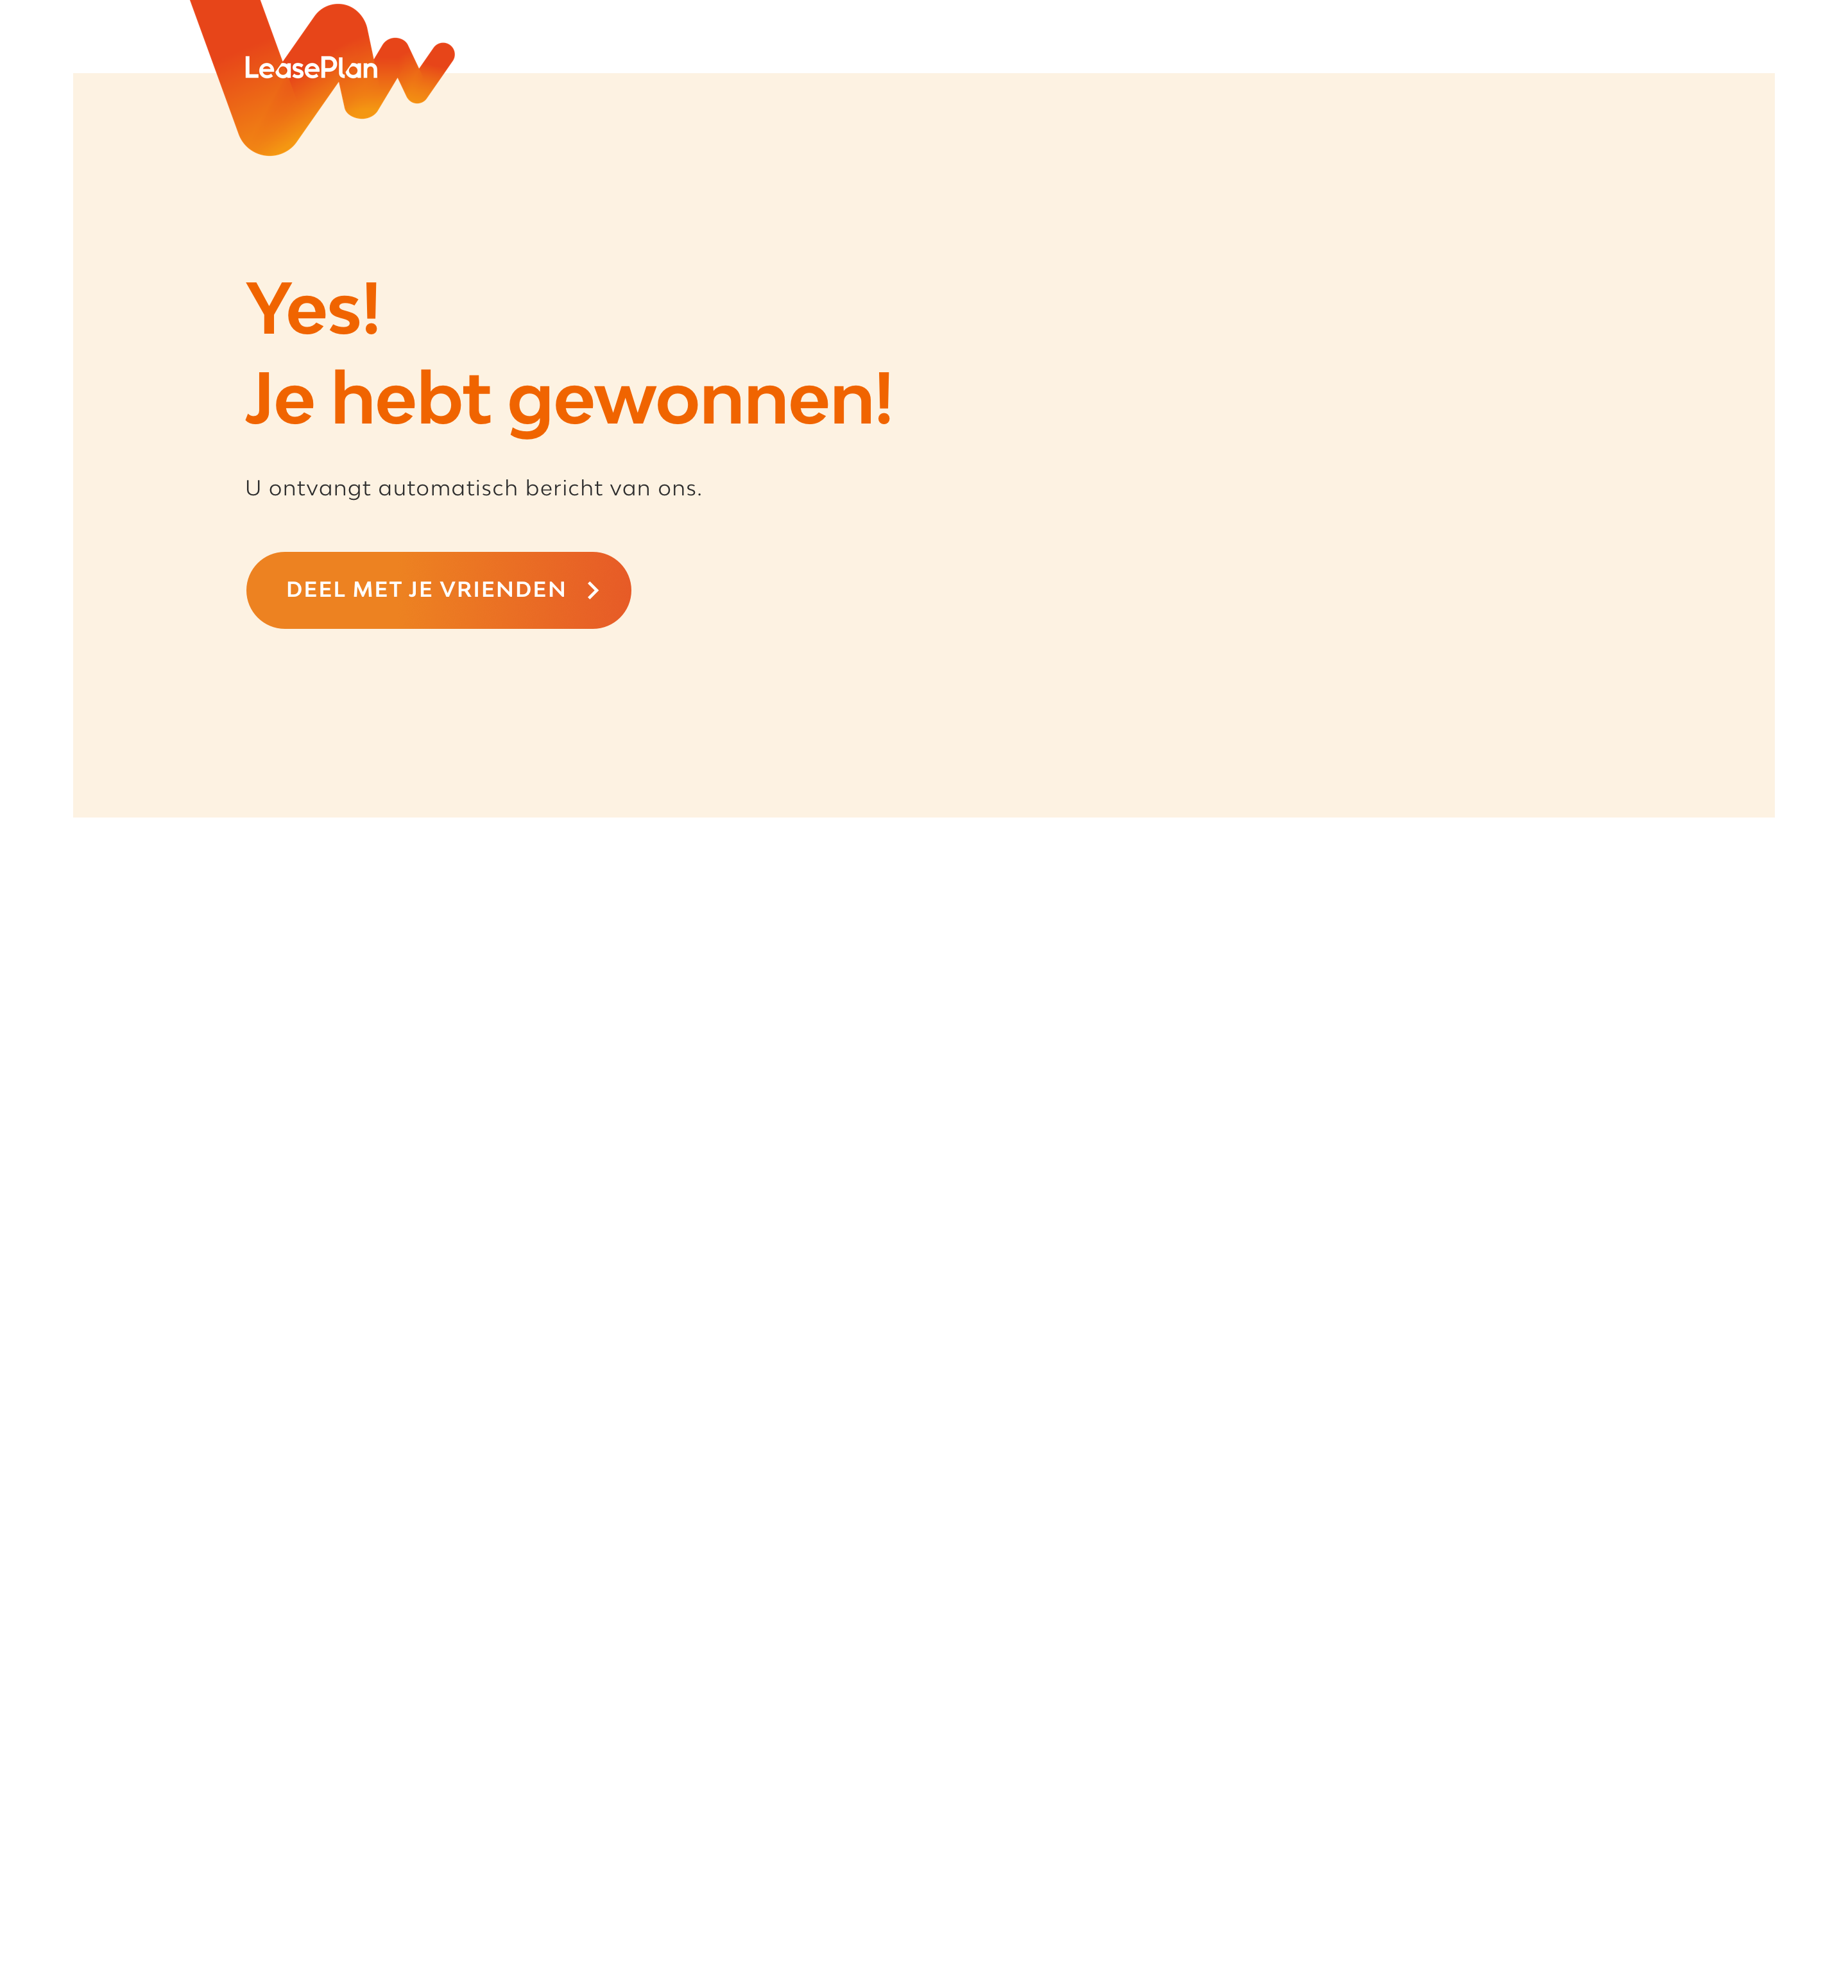 LeasePlan
Yes!
Je hebt gewonnen!
U ontvangt automatisch bericht van ons.
DEEL MET JE VRIENDEN